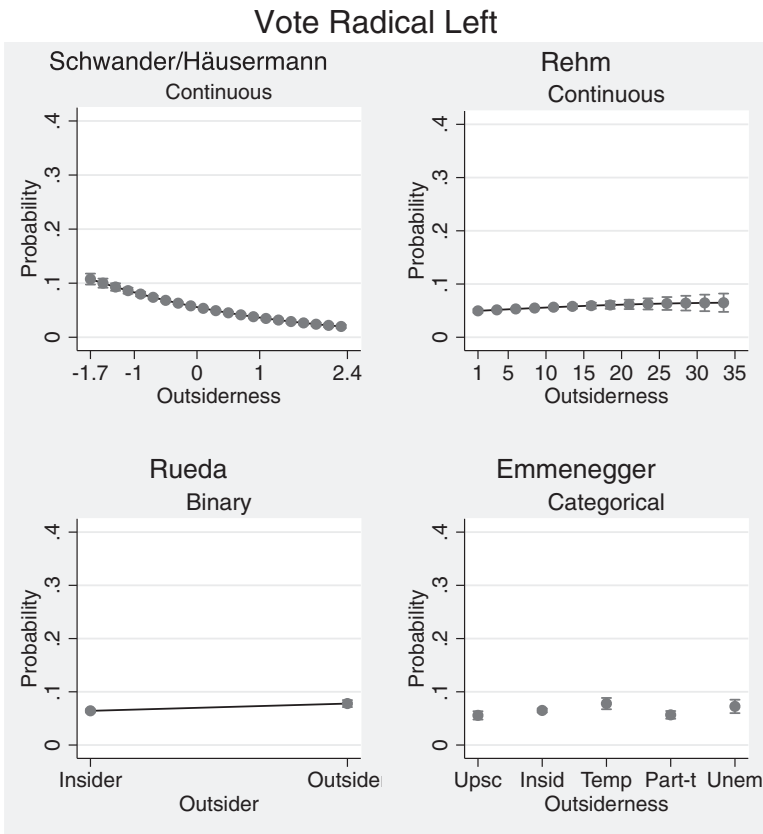 Vote Radical Left
Schwander/Häusermann
Continuous
Probability
.4
.3
.2
.1
0
-1.7 -1 0 1 2.4
Outsiderness
Rehm
Continuous
Probability
.4
.3
.2
.1
0
1 5 10 15 20 25 30 35
Outsiderness
Rueda
Binary
Probability
.4
.3
.2
.1
0
Insider Outside
Outsider
Emmenegger
Categorical
Probability
.4
.3
.2
.1
0
Upsc Insid Temp Part-t Unem
Outsiderness